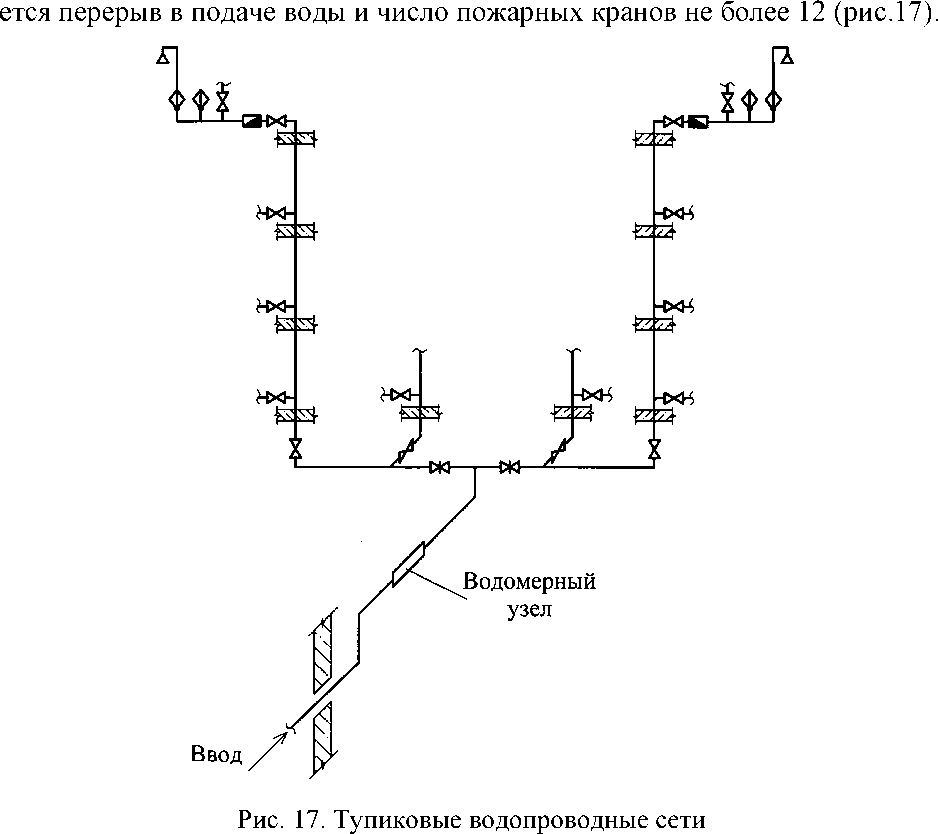 ется перерыв в подаче воды и число пожарных кранов не более 12 (рис.17).
Водомерный
узел
Ввод
Рис. 17. Тупиковые водопроводные сети